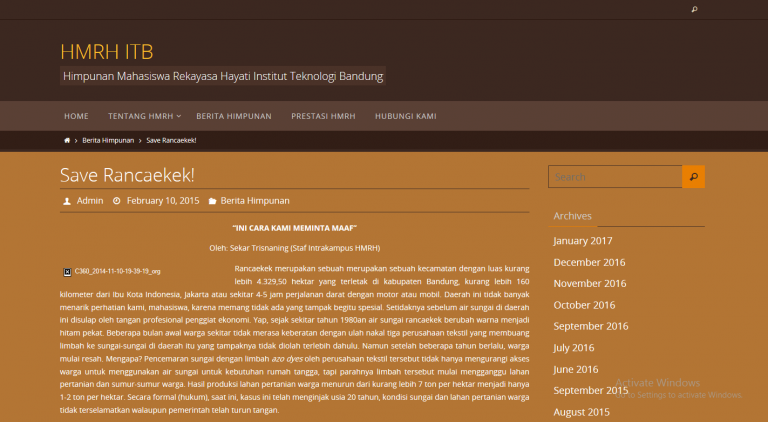 HMRH ITB
Himpunan Mahasiswa Rekayasa Hayati Institut Teknologi Bandung
HOME TENTANG HMRH BERITA HIMPUNAN PRESTASI HMRH HUBUNGI KAMI
Berita Himpunan Save Rancaekek!
Save Rancaekek!
Admin February 10, 2015 Berita Himpunan
"INI CARA KAMI MEMINTA MAAF"
Oleh: Sekar Trisnaning (Staf Intrakampus HMRH)
C360_2014-11-10-19-39-19_org
Rancaekek merupakan sebuah merupakan sebuah kecamatan dengan luas kurang
lebih 4.329,50 hektar yang terletak di kabupaten Bandung, kurang lebih 160
kilometer dari Ibu Kota Indonesia, Jakarta atau sekitar 4-5 jam perjalanan darat dengan motor atau mobil. Daerah ini tidak banyak
menarik perhatian kami, mahasiswa, karena memang tidak ada yang tampak begitu spesial. Setidaknya sebelum air sungai di daerah
ini disulap oleh tangan profesional penggiat ekonomi. Yap, sejak sekitar tahun 1980an air sungai rancaekek berubah warna menjadi
hitam pekat. Beberapa bulan awal warga sekitar tidak merasa keberatan dengan ulah nakal tiga perusahaan tekstil yang membuang
limbah ke sungai-sungai di daerah itu yang tampaknya tidak diolah terlebih dahulu. Namun setelah beberapa tahun berlalu, warga
mulai resah. Mengapa? Pencemaran sungai dengan limbah azo dyes oleh perusahaan tekstil tersebut tidak hanya mengurangi akses
warga untuk menggunakan air sungai untuk kebutuhan rumah tangga, tapi parahnya limbah tersebut mulai mengganggu lahan
pertanian dan sumur-sumur warga. Hasil produksi lahan pertanian warga menurun dari kurang lebih 7 ton per hektar menjadi hanya
1-2 ton per hektar. Secara formal (hukum), saat ini, kasus ini telah menginjak usia 20 tahun, kondisi sungai dan lahan pertanian warga
tidak terselamatkan walaupun pemerintah telah turun tangan.
Search
Archives
January 2017
December 2016
November 2016
October 2016
September 2016
July 2016
June 2016
September 2015
August 2015
Activate Windows
Go to Settings to activate Windows.